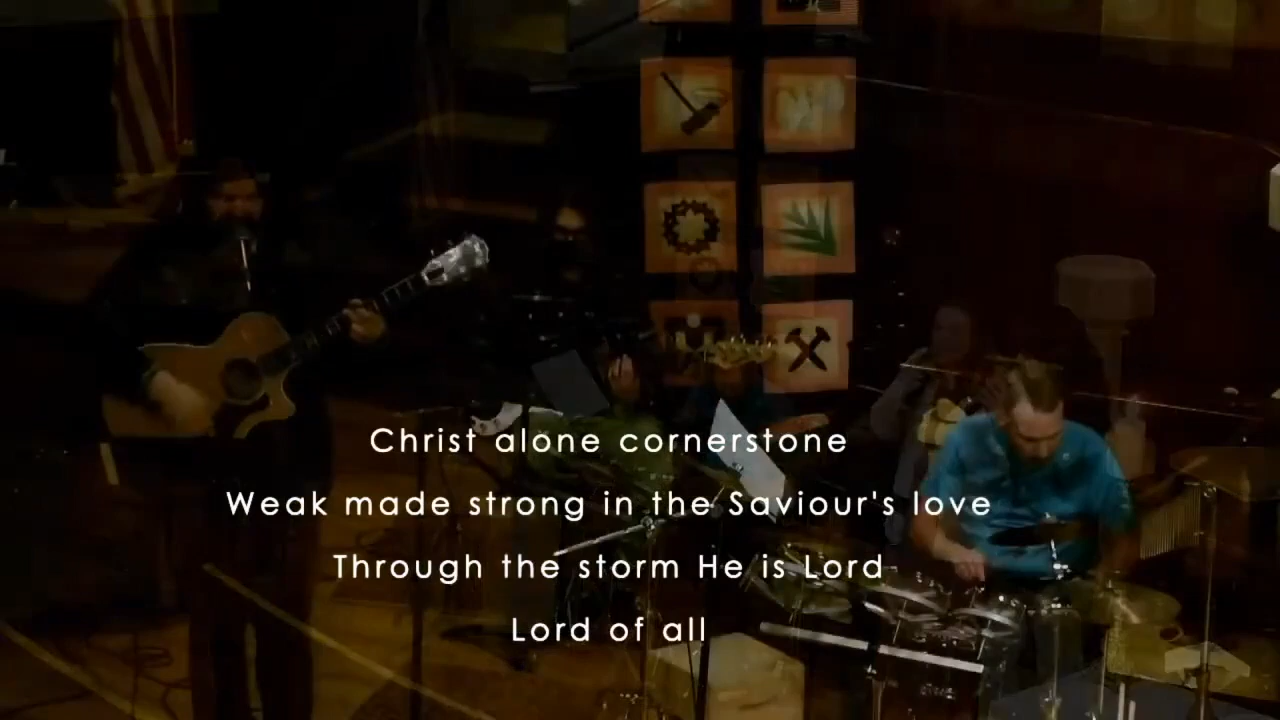 Christ alone cornerstone
Weak made strong in the Saviour's love
Through the storm He is Lord
Lord of all